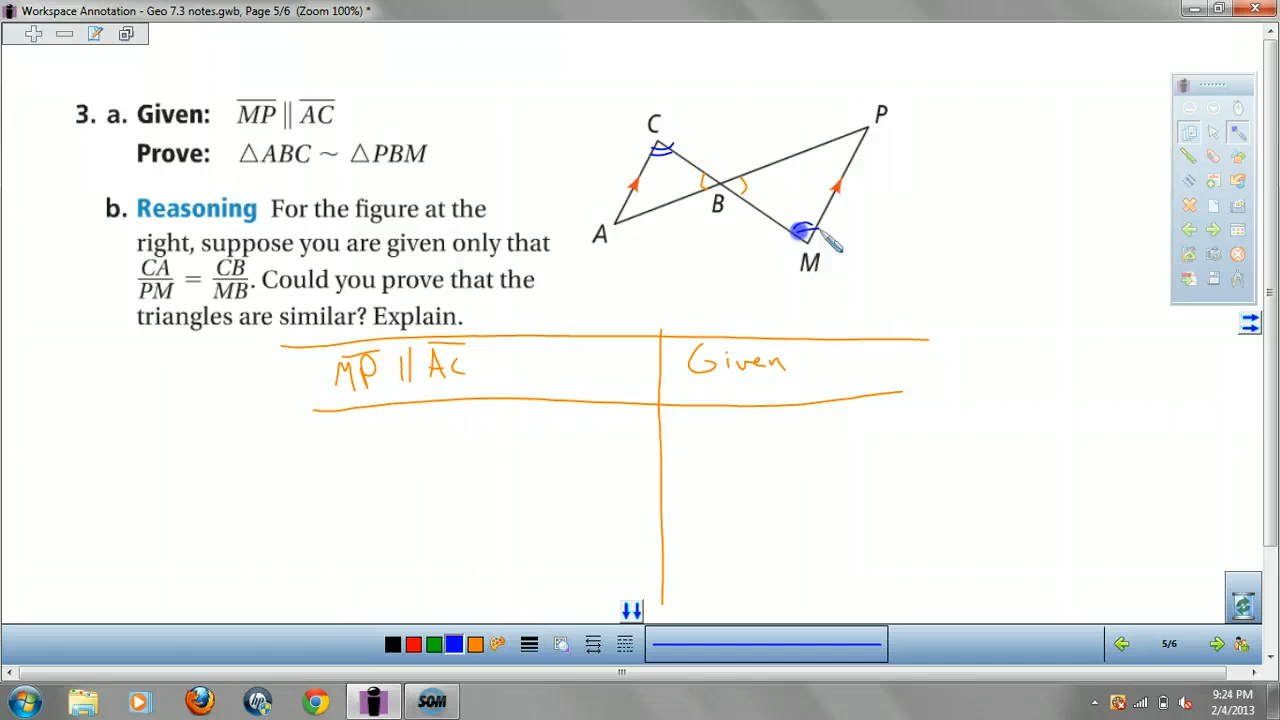 Workspace Annotation - Geo 7.3 notes.gwb, Page 5/6 (Zoom 100%) *
3. a. Given: MP ∥ AC
Prove: △ABC ~ △PBM
b. Reasoning For the figure at the
right, suppose you are given only that
CA/PM = CB/MB. Could you prove that the
triangles are similar? Explain.
C
P
B
A
M
MP || AC
Given
5/6
SOM
9:24 PM
2/4/2013